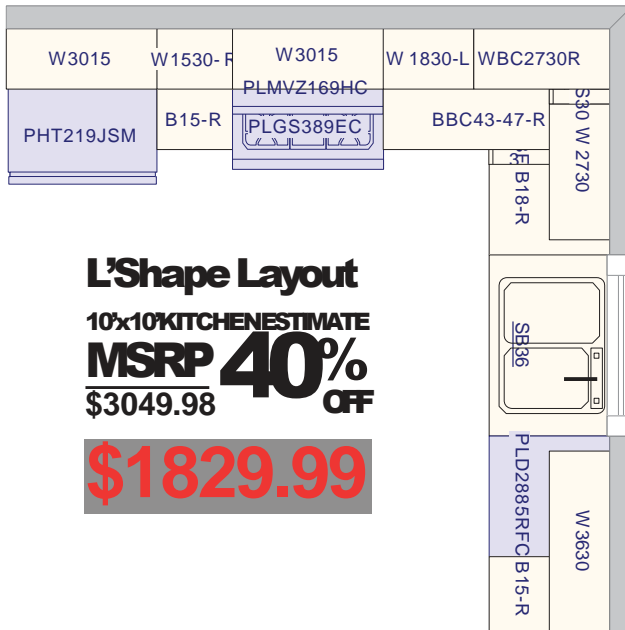 W3015
W1530-R
W3015
W 1830-L
WBC2730R
PLMVZ169HC
PHT219JSM
B15-R
PLGS389EC
BBC43-47-R
S30 W 2730
B18-R
L'Shape Layout
10'x10'KITCHENESTIMATE
MSRP 40%
$3049.98 OFF
$1829.99
SB36
PLD2885RFC
B15-R
W3630